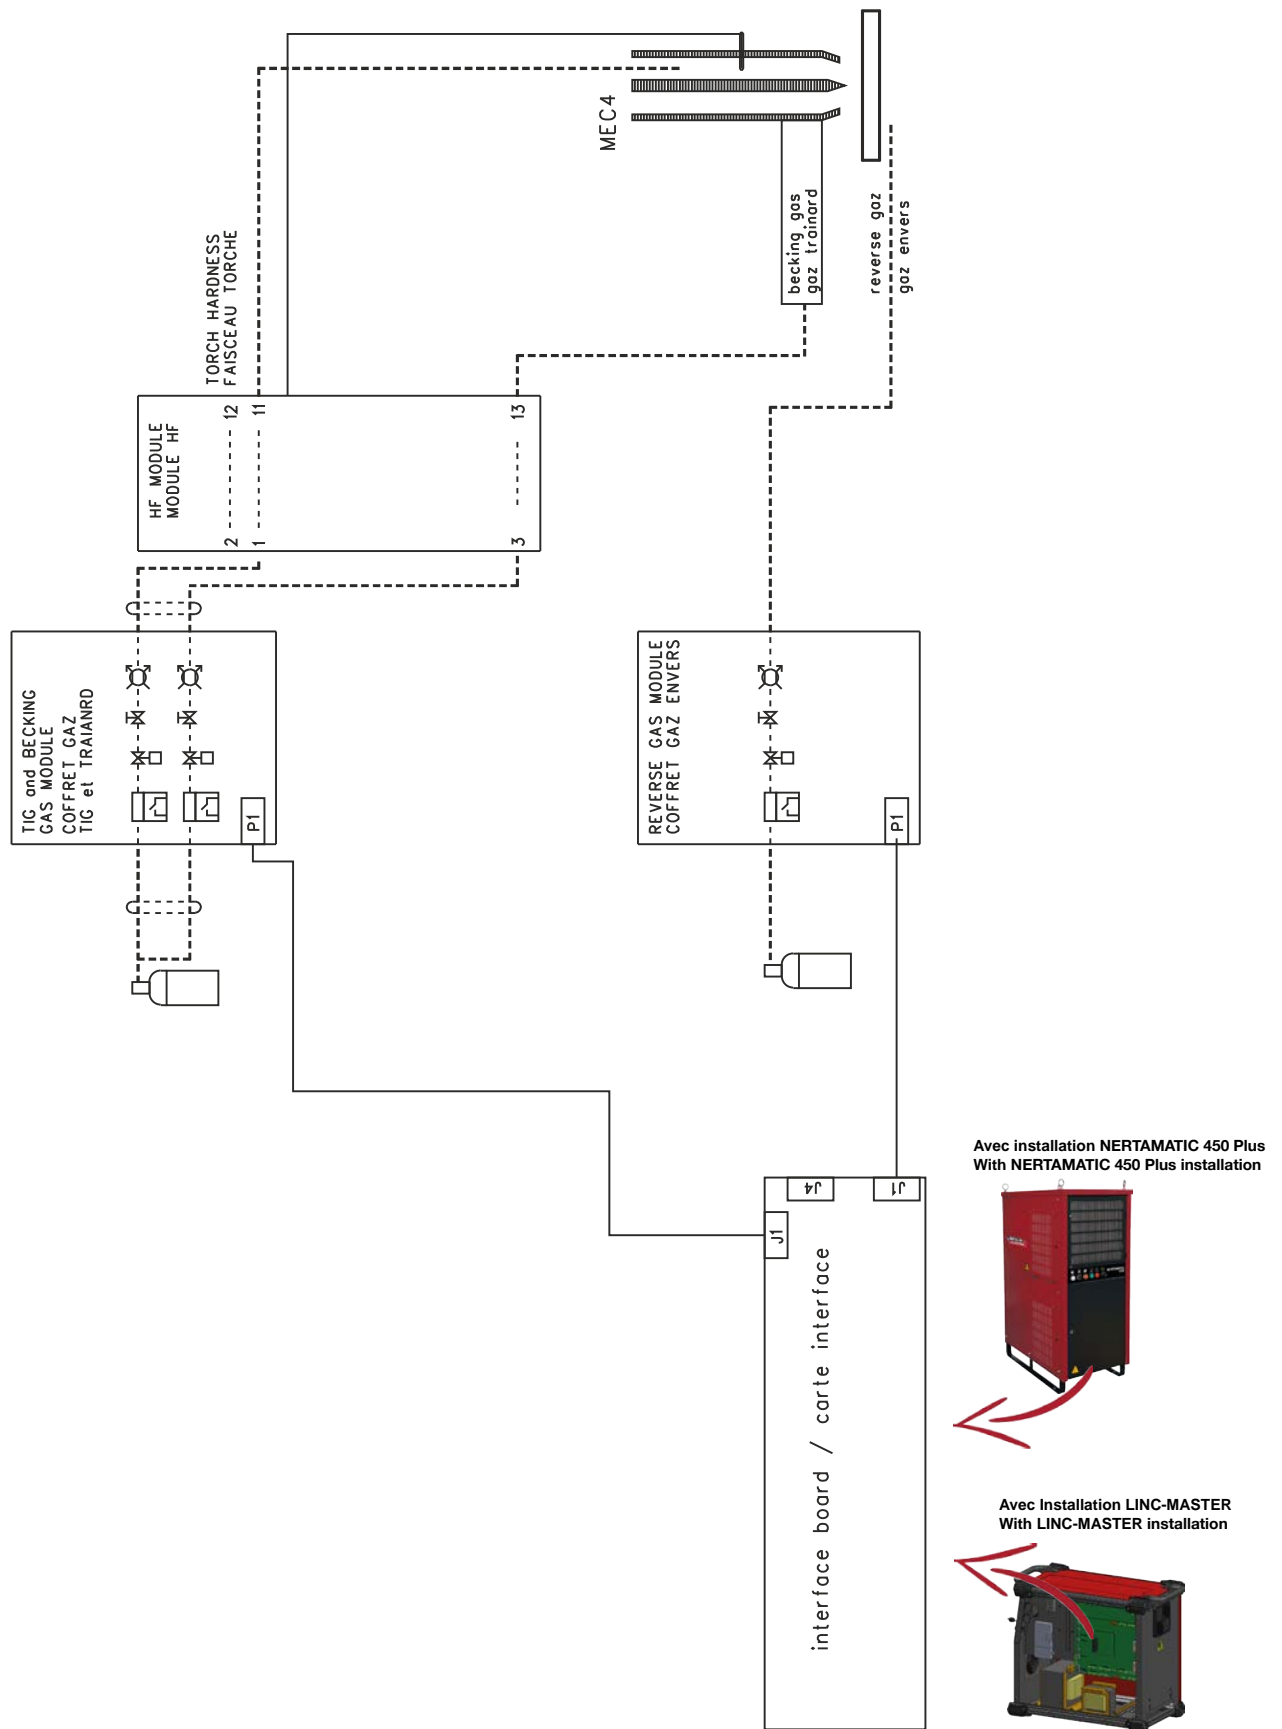 MEC4
TORCH HARDNESS
FAISCEAU TORCHE
becking gas
gaz trainard
reverse gaz
gaz envers
HF MODULE
MODULE HF
12
11
13
2
1
3
TIG and BECKING
GAS MODULE
COFFRET GAZ
TIG et TRAIANRD
P1
REVERSE GAS MODULE
COFFRET GAZ ENVERS
P1
Avec installation NERTAMATIC 450 Plus
With NERTAMATIC 450 Plus installation
J4
J1
J1
interface board / carte interface
Avec Installation LINC-MASTER
With LINC-MASTER installation